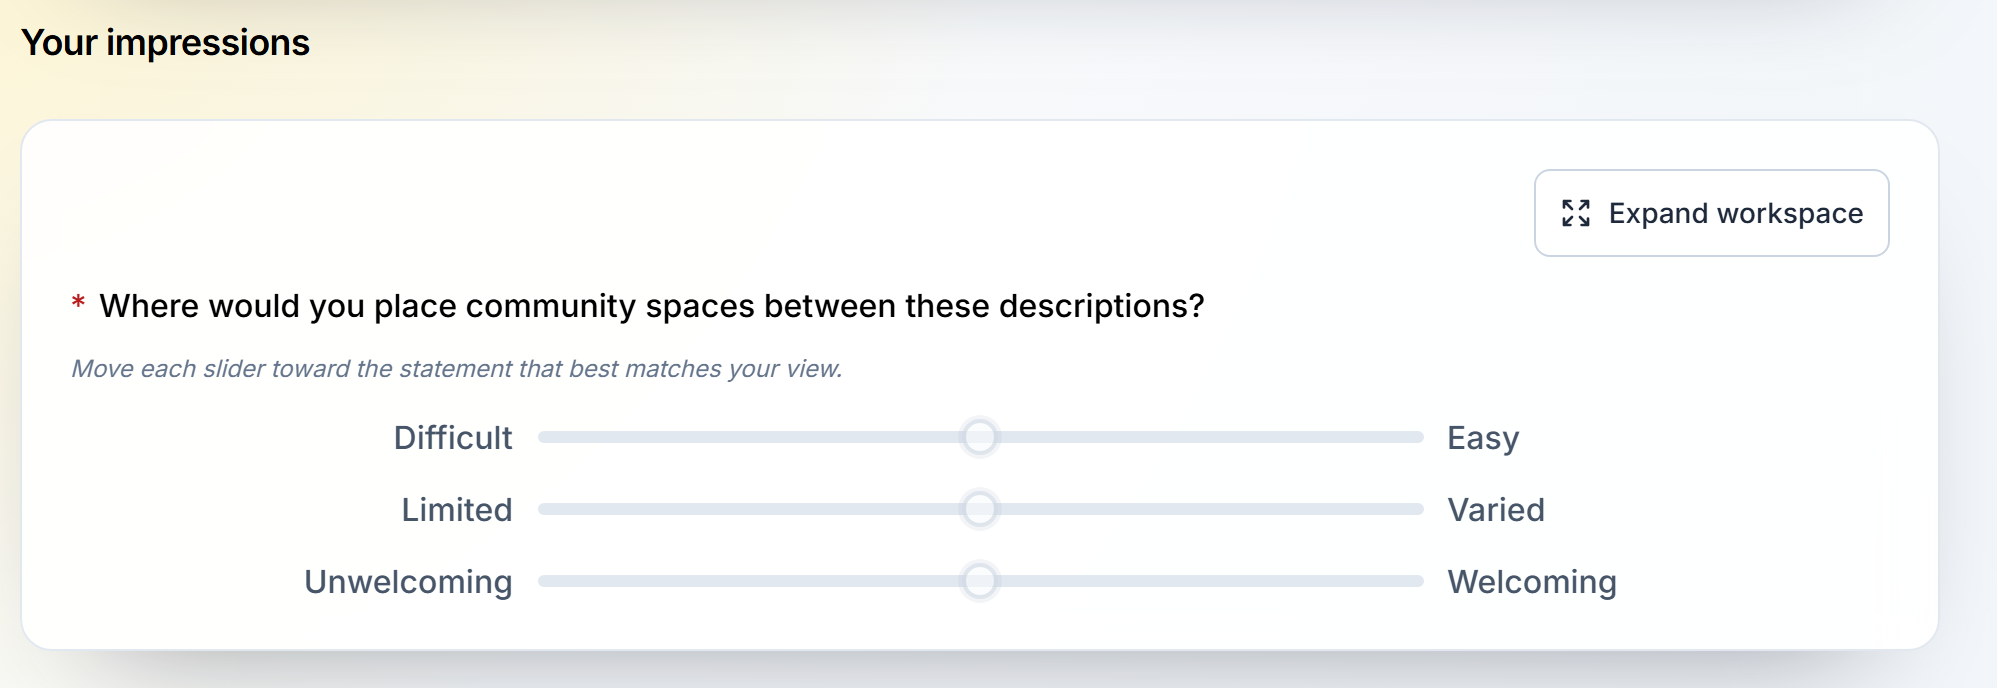 Your impressions
Expand workspace
* Where would you place community spaces between these descriptions?
Move each slider toward the statement that best matches your view.
Difficult Easy
Limited Varied
Unwelcoming Welcoming